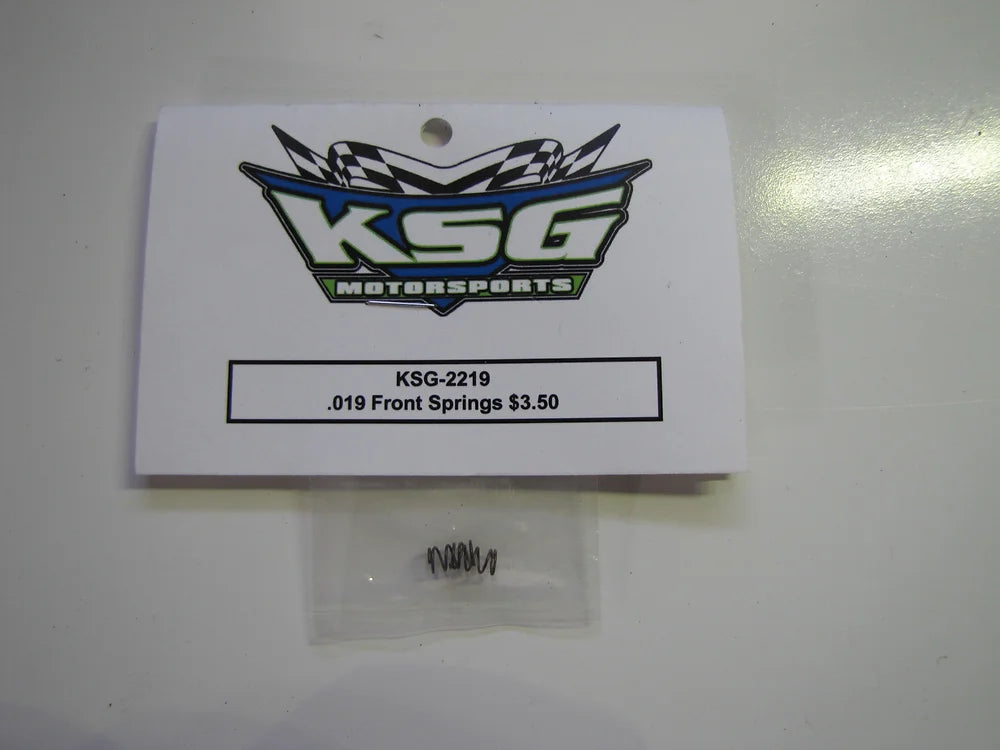 KSG
MOTORSPORTS
KSG-2219
.019 Front Springs $3.50